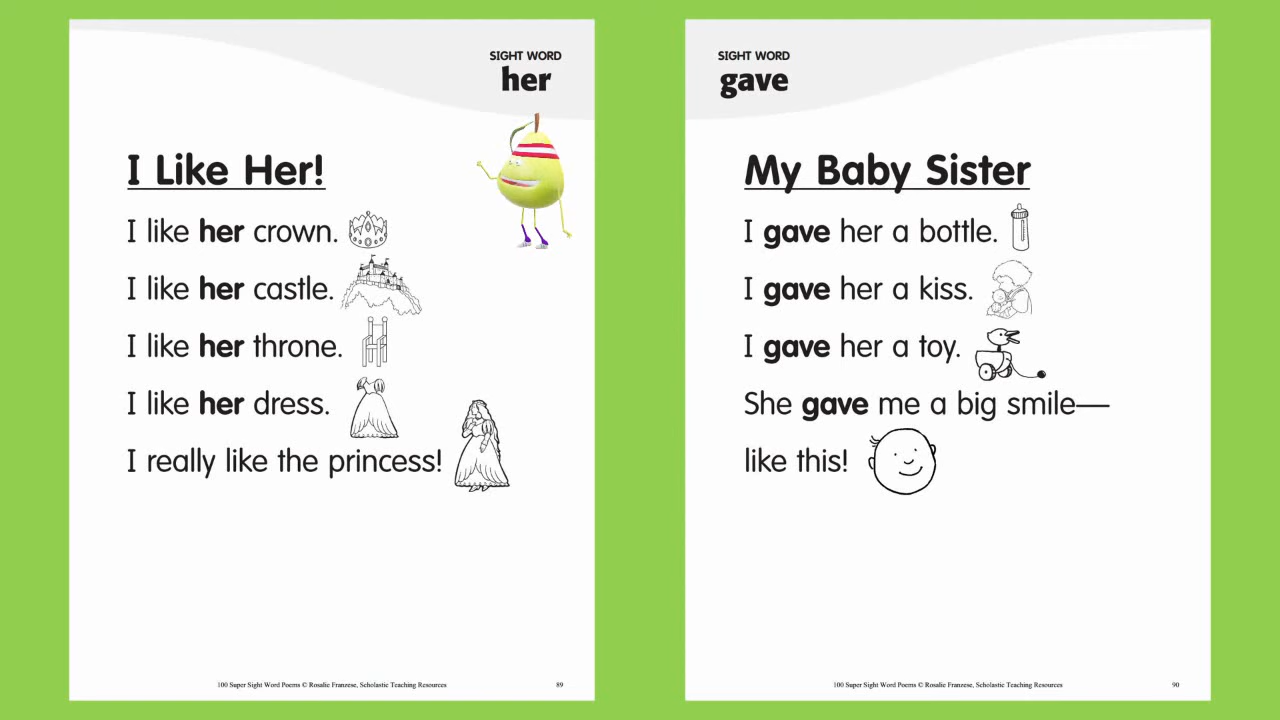 SIGHT WORD
her
I Like Her!
I like her crown.
I like her castle.
I like her throne.
I like her dress.
I really like the princess!
100 Super Sight Word Poems © Rosalie Franzese, Scholastic Teaching Resources
89
SIGHT WORD
gave
My Baby Sister
I gave her a bottle.
I gave her a kiss.
I gave her a toy.
She gave me a big smile—
like this!
100 Super Sight Word Poems © Rosalie Franzese, Scholastic Teaching Resources
90